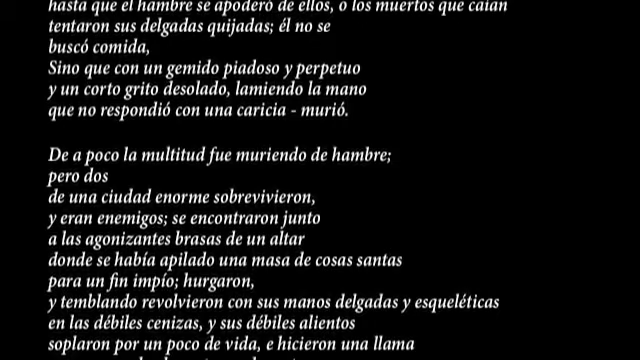 hasta que el hambre se apoderó de ellos, o los muertos que caían
tentaron sus delgadas quijadas; él no se
buscó comida,
Sino que con un gemido piadoso y perpetuo
y un corto grito desolado, lamiendo la mano
que no respondió con una caricia - murió.
De a poco la multitud fue muriendo de hambre;
pero dos
de una ciudad enorme sobrevivieron,
y eran enemigos; se encontraron junto
a las agonizantes brasas de un altar
donde se había apilado una masa de cosas santas
para un fin impío; hurgaron,
y temblando revolvieron con sus manos delgadas y esqueléticas
en las débiles cenizas, y sus débiles alientos
soplaron por un poco de vida, e hicieron una llama